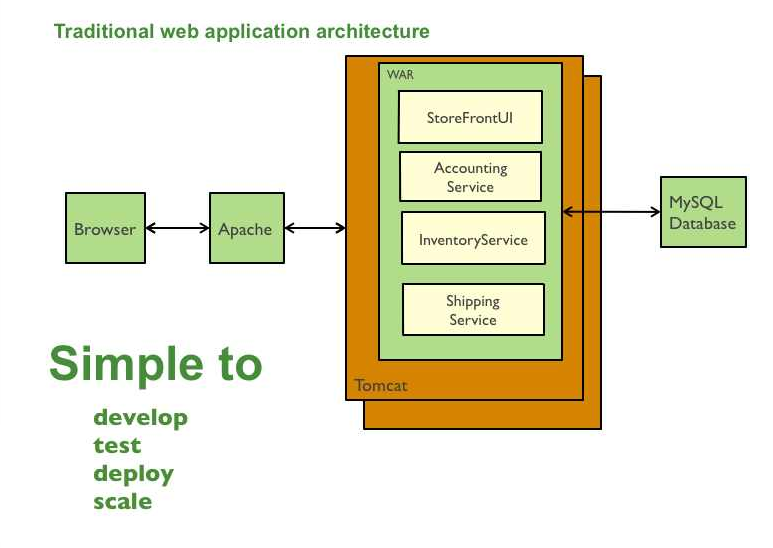 Traditional web application architecture
WAR
StoreFrontUI
Accounting
Service
InventoryService
Shipping
Service
Tomcat
Browser
Apache
MySQL
Database
Simple to
develop
test
deploy
scale